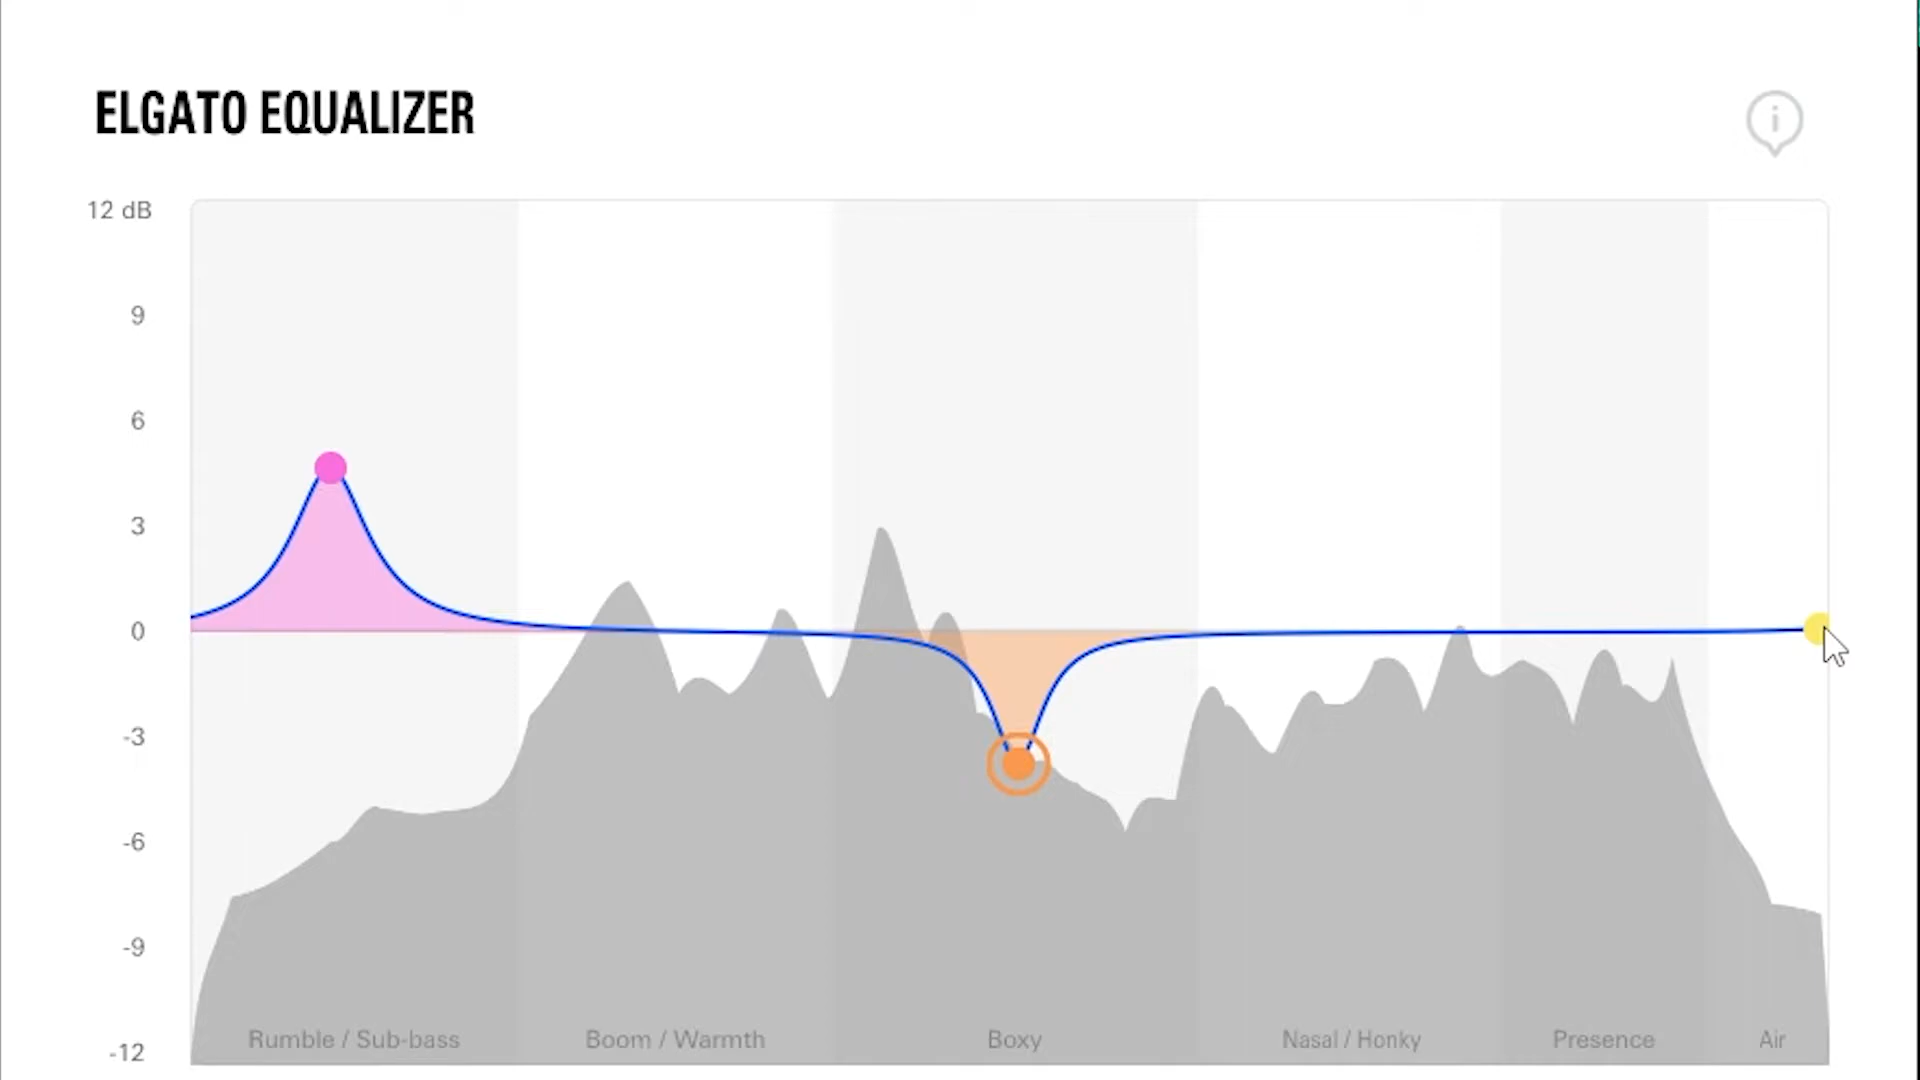 ELGATO EQUALIZER
i
12 dB
9
6
3
0
-3
-6
-9
-12
Rumble / Sub-bass
Boom / Warmth
Boxy
Nasal / Honky
Presence
Air